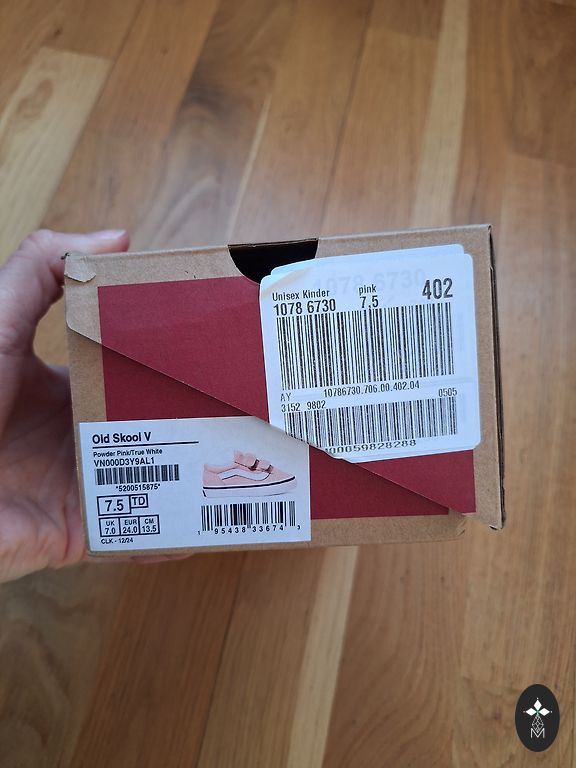 Unisex Kinder pink 402
1078 6730 7.5
AY 10786730.706.00.402.04 0505
3152 9802
00059828288
Old Skool V
Powder Pink/True White
VN000D3Y9AL1
*5200515875*
7.5 TD
UK EUR CM
7.0 24.0 13.5
CLK - 12/24
1 95438 33674
M